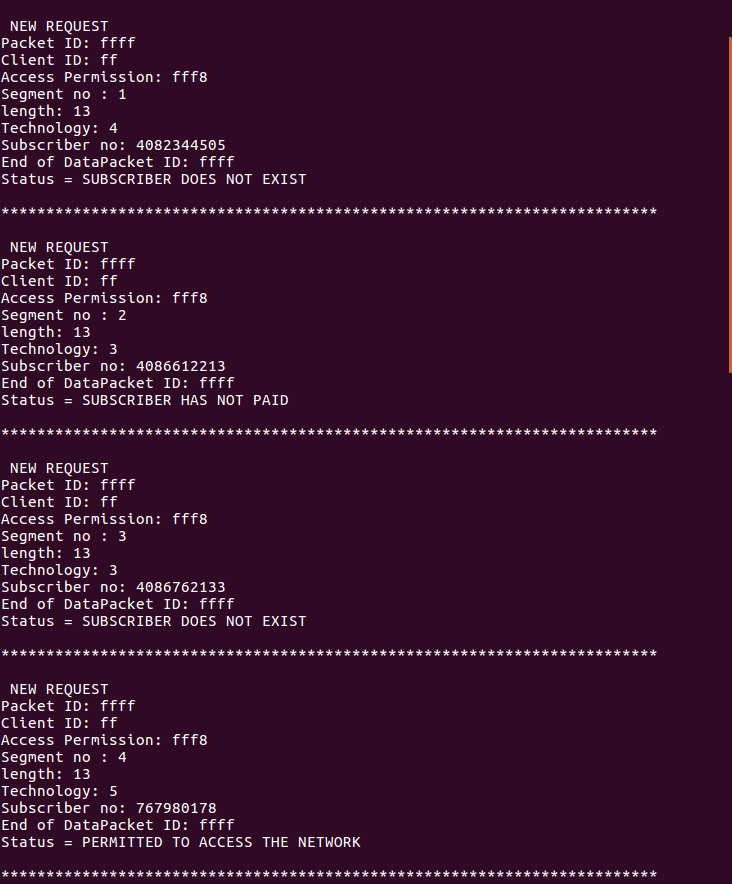 NEW REQUEST
Packet ID: ffff
Client ID: ff
Access Permission: fff8
Segment no : 1
length: 13
Technology: 4
Subscriber no: 4082344505
End of DataPacket ID: ffff
Status = SUBSCRIBER DOES NOT EXIST
*************************************************************************
NEW REQUEST
Packet ID: ffff
Client ID: ff
Access Permission: fff8
Segment no : 2
length: 13
Technology: 3
Subscriber no: 4086612213
End of DataPacket ID: ffff
Status = SUBSCRIBER HAS NOT PAID
*************************************************************************
NEW REQUEST
Packet ID: ffff
Client ID: ff
Access Permission: fff8
Segment no : 3
length: 13
Technology: 3
Subscriber no: 4086762133
End of DataPacket ID: ffff
Status = SUBSCRIBER DOES NOT EXIST
*************************************************************************
NEW REQUEST
Packet ID: ffff
Client ID: ff
Access Permission: fff8
Segment no : 4
length: 13
Technology: 5
Subscriber no: 767980178
End of DataPacket ID: ffff
Status = PERMITTED TO ACCESS THE NETWORK
*************************************************************************